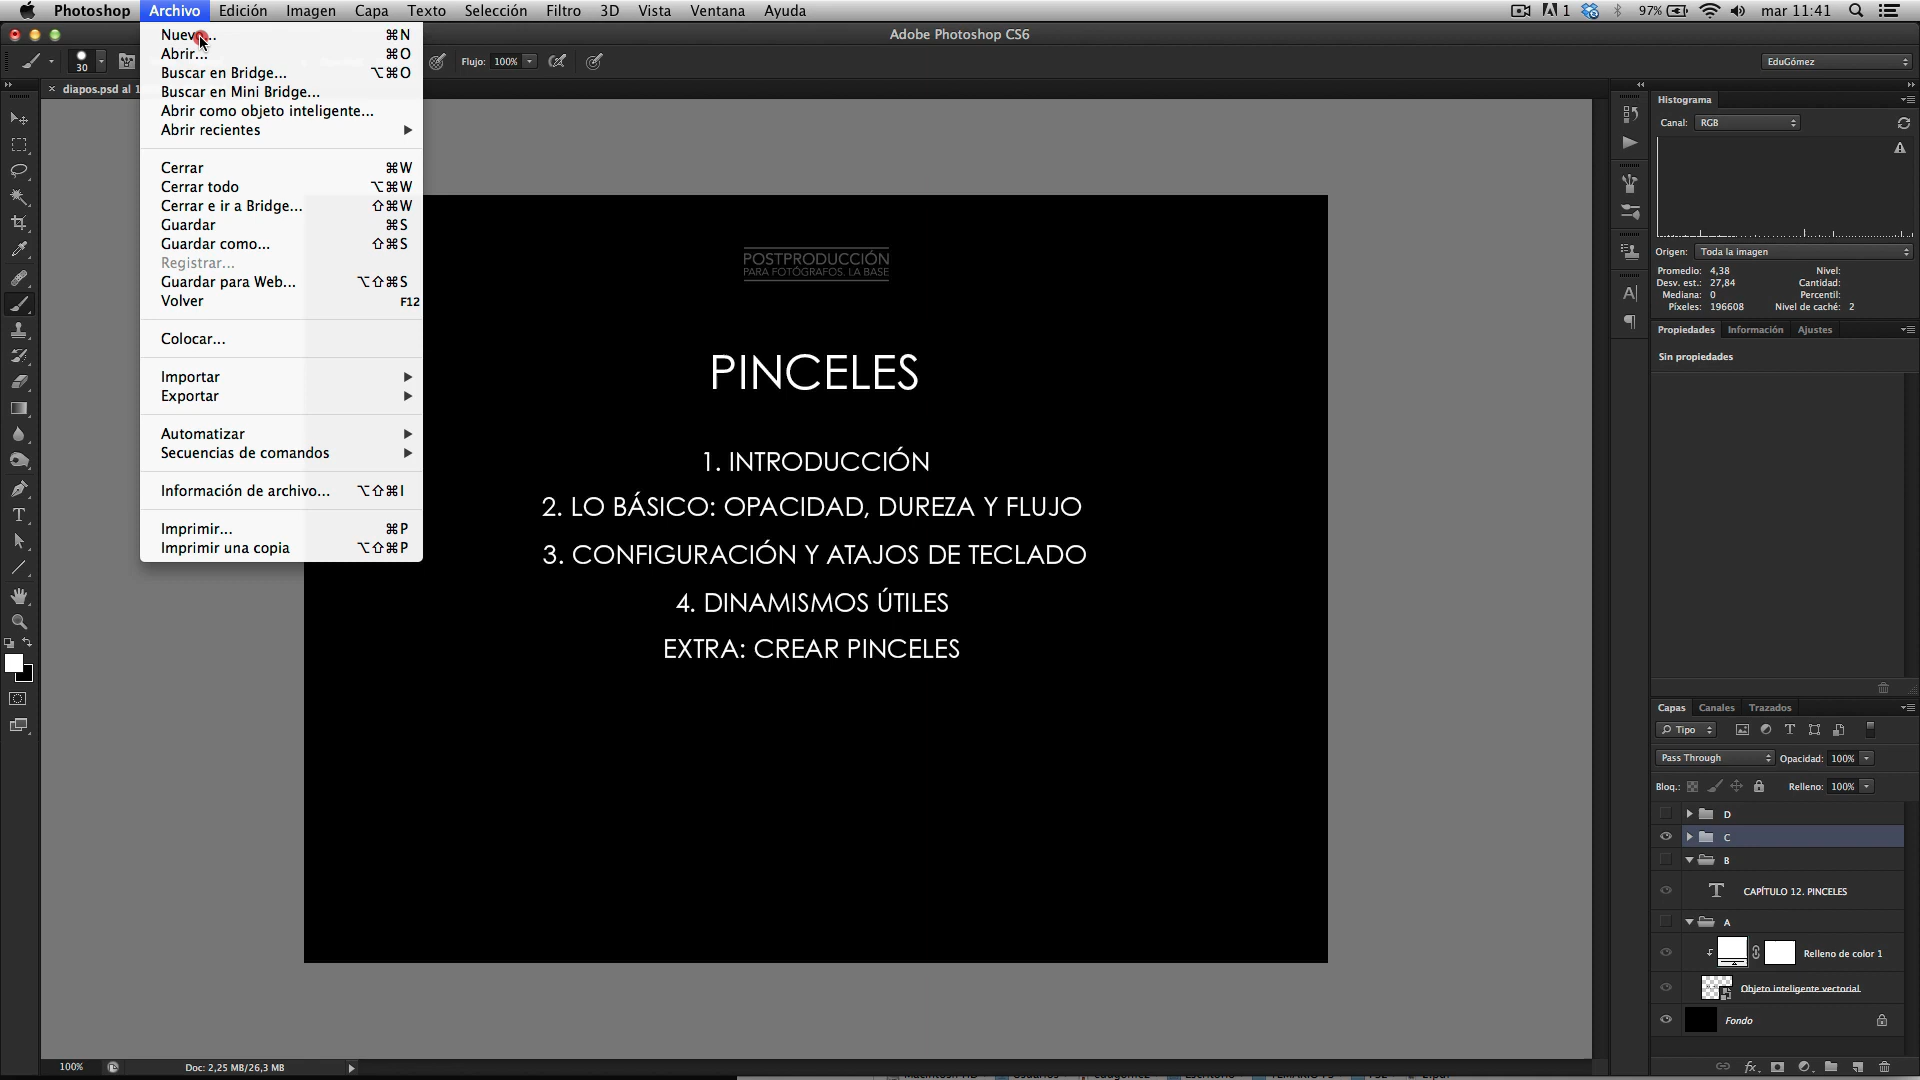 Photoshop Archivo Edición Imagen Capa Texto Selección Filtro 3D Vista Ventana Ayuda 1 97% mar 11:41
Adobe Photoshop CS6
30 Flujo: 100% EduGómez
diapos.psd al
Abrir... ⌘O
Buscar en Bridge... ⌥⌘O
Buscar en Mini Bridge...
Abrir como objeto inteligente...
Abrir recientes
Cerrar ⌘W
Cerrar todo ⌥⌘W
Cerrar e ir a Bridge... ⇧⌘W
Guardar ⌘S
Guardar como... ⇧⌘S
Registrar...
Guardar para Web... ⌥⇧⌘S
Volver F12
Colocar...
Importar
Exportar
Automatizar
Secuencias de comandos
Información de archivo... ⌥⇧⌘I
Imprimir... ⌘P
Imprimir una copia ⌥⇧⌘P
POSTPRODUCCIÓN
PARA FOTÓGRAFOS. LA BASE
PINCELES
1. INTRODUCCIÓN
2. LO BÁSICO: OPACIDAD, DUREZA Y FLUJO
3. CONFIGURACIÓN Y ATAJOS DE TECLADO
4. DINAMISMOS ÚTILES
EXTRA: CREAR PINCELES
Histograma
Canal: RGB
Origen: Toda la imagen
Promedio: 4,38 Nivel:
Desv. est.: 27,84 Cantidad:
Mediana: 0 Percentil:
Píxeles: 196608 Nivel de caché: 2
Propiedades Información Ajustes
Sin propiedades
Capas Canales Trazados
Tipo
Pass Through Opacidad: 100%
Bloq.: Relleno: 100%
D
C
B
CAPÍTULO 12. PINCELES
A
Relleno de color 1
Objeto inteligente vectorial
Fondo
100% Doc: 2,25 MB/26,3 MB